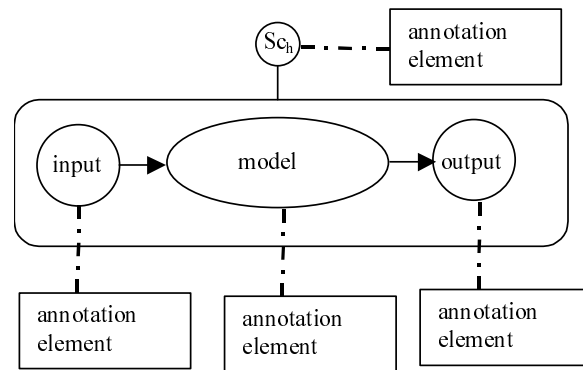 Sch
annotation
element
input
model
output
annotation
element
annotation
element
annotation
element